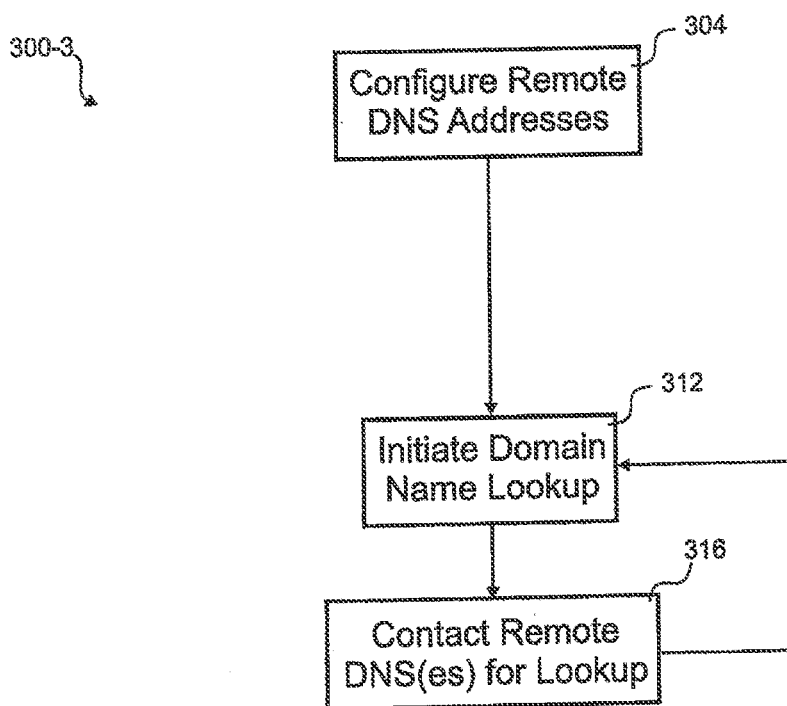 300-3
304
Configure Remote
DNS Addresses
312
Initiate Domain
Name Lookup
316
Contact Remote
DNS(es) for Lookup